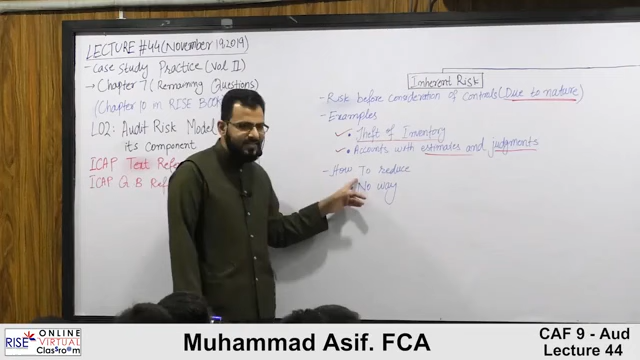 LECTURE #44 (November 19,2019)
- Case study Practice (Vol II)
- Chapter 7 (Remaining Questions)
(Chapter 10 in RISE BOOK
LO2: Audit Risk Model
its Component
ICAP Text Refe
ICAP Q B Ref
Inherent Risk
- Risk before consideration of controls (Due to nature)
- Examples
Theft of Inventory
Accounts with estimates and judgments
- How To reduce
No way
RISE
ONLINE
VIRTUAL
Classroom
Muhammad Asif. FCA
CAF 9 - Aud
Lecture 44